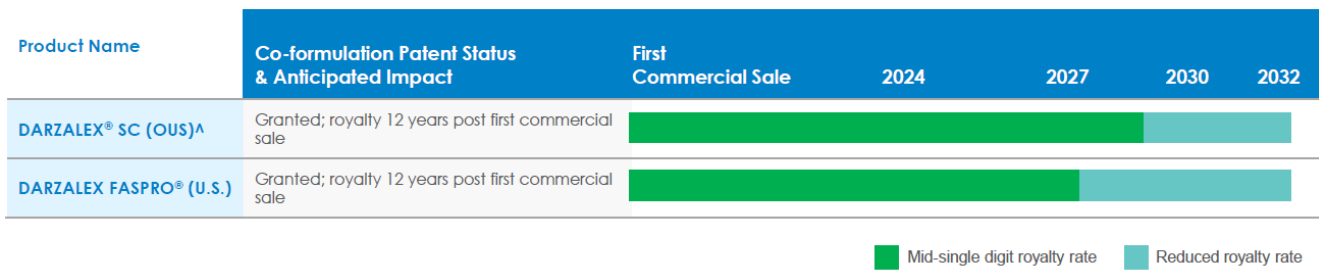 Product Name
Co-formulation Patent Status
& Anticipated Impact
First
Commercial Sale
2024
2027
2030
2032
DARZALEX® SC (OUS)^
Granted; royalty 12 years post first commercial
sale
DARZALEX FASPRO® (U.S.)
Granted; royalty 12 years post first commercial
sale
Mid-single digit royalty rate
Reduced royalty rate